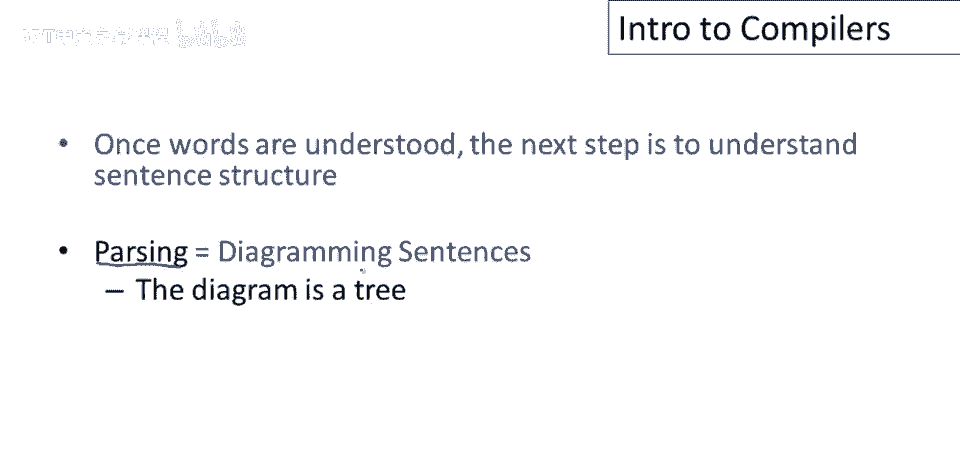 Intro to Compilers
• Once words are understood, the next step is to understand
sentence structure
• Parsing = Diagramming Sentences
– The diagram is a tree